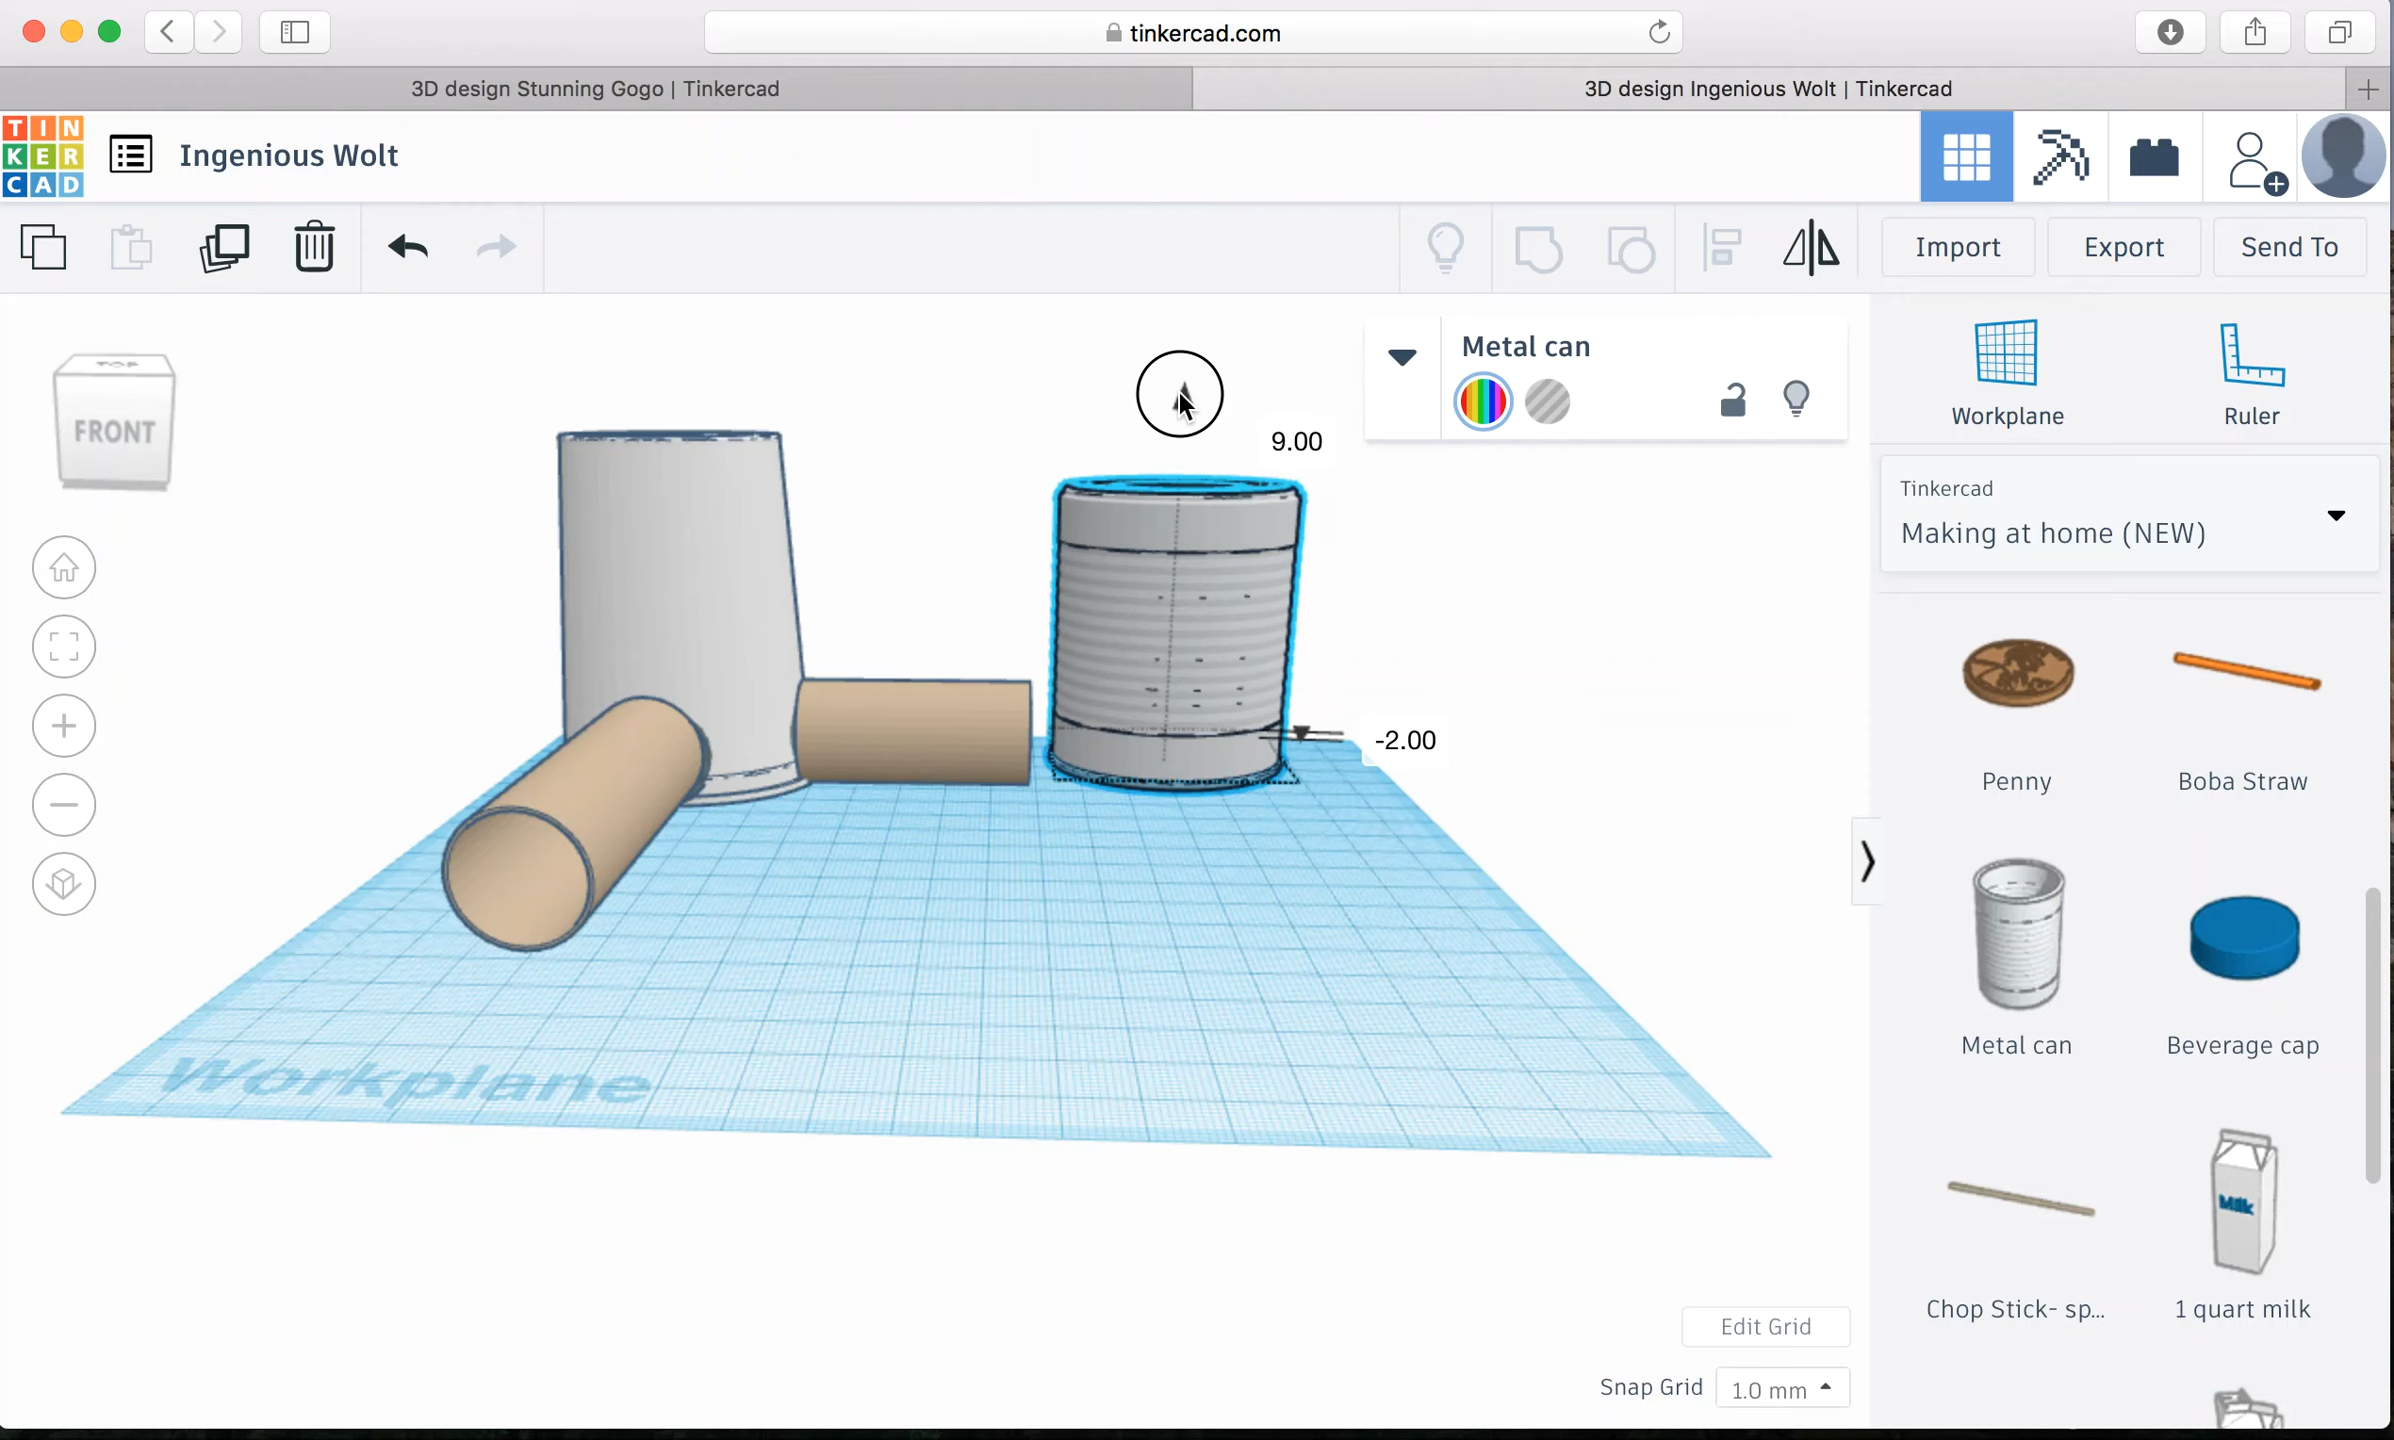 tinkercad.com
3D design Stunning Gogo | Tinkercad
3D design Ingenious Wolt | Tinkercad
TIN
KER
CAD
Ingenious Wolt
Import
Export
Send To
TOP
FRONT
Metal can
9.00
-2.00
Workplane
Workplane
Ruler
Tinkercad
Making at home (NEW)
Penny
Boba Straw
Metal can
Beverage cap
Milk
Chop Stick- sp...
1 quart milk
Edit Grid
Snap Grid
1.0 mm